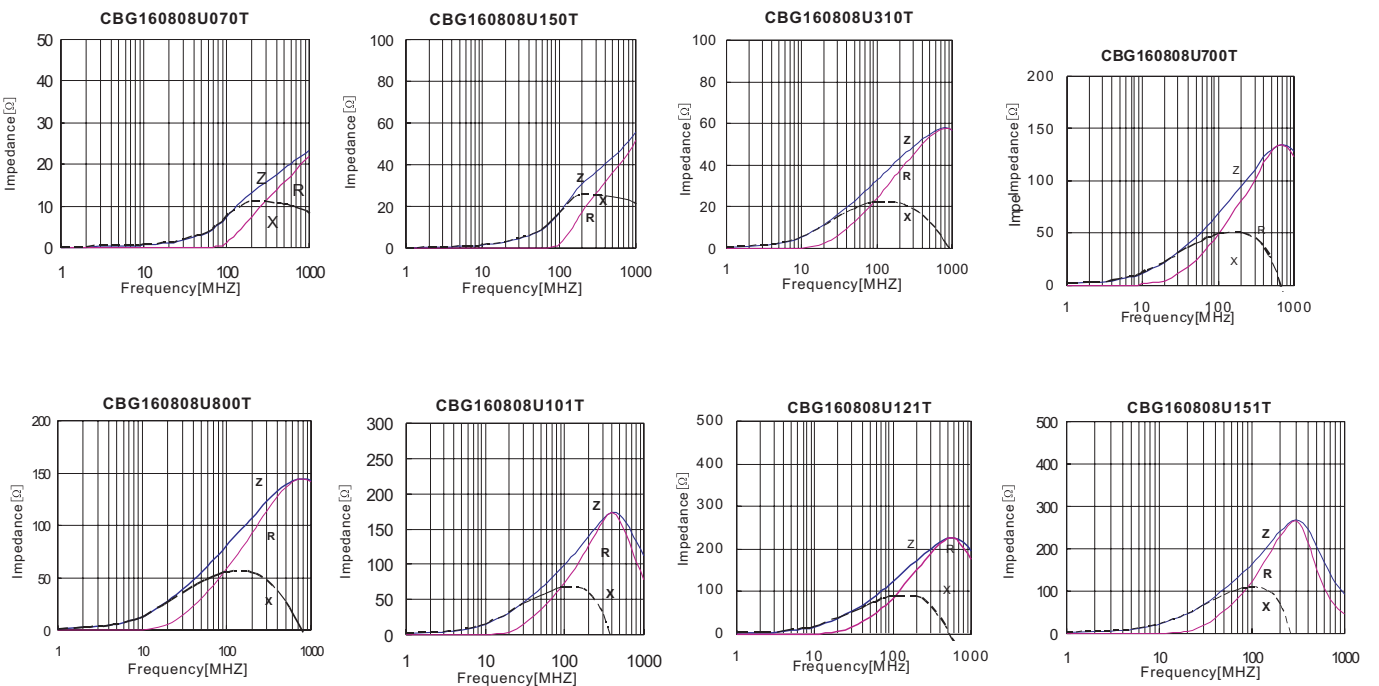 CBG160808U070T
50
40
30
20
10
0
Impedance[Ω]
Z
R
X
1 10 100 1000
Frequency[MHZ]
CBG160808U150T
100
80
60
40
20
0
Impedance[Ω]
Z
X
R
1 10 100 1000
Frequency[MHZ]
CBG160808U310T
100
80
60
40
20
0
Impedance[Ω]
Z
R
X
1 10 100 1000
Frequency[MHZ]
CBG160808U700T
200
150
100
50
0
ImpeImpedance[Ω]
Z
R
X
1 10 100 1000
Frequency[MHz]
CBG160808U800T
200
150
100
50
0
Impedance[Ω]
Z
R
X
1 10 100 1000
Frequency[MHZ]
CBG160808U101T
300
250
200
150
100
50
0
Impedance[Ω]
Z
R
X
1 10 100 1000
Frequency[MHZ]
CBG160808U121T
500
400
300
200
100
0
Impedance[Ω]
Z
R
X
1 10 100 1000
Frequency[MHZ]
CBG160808U151T
500
400
300
200
100
0
Impedance[Ω]
Z
R
X
1 10 100 1000
Frequency[MHZ]